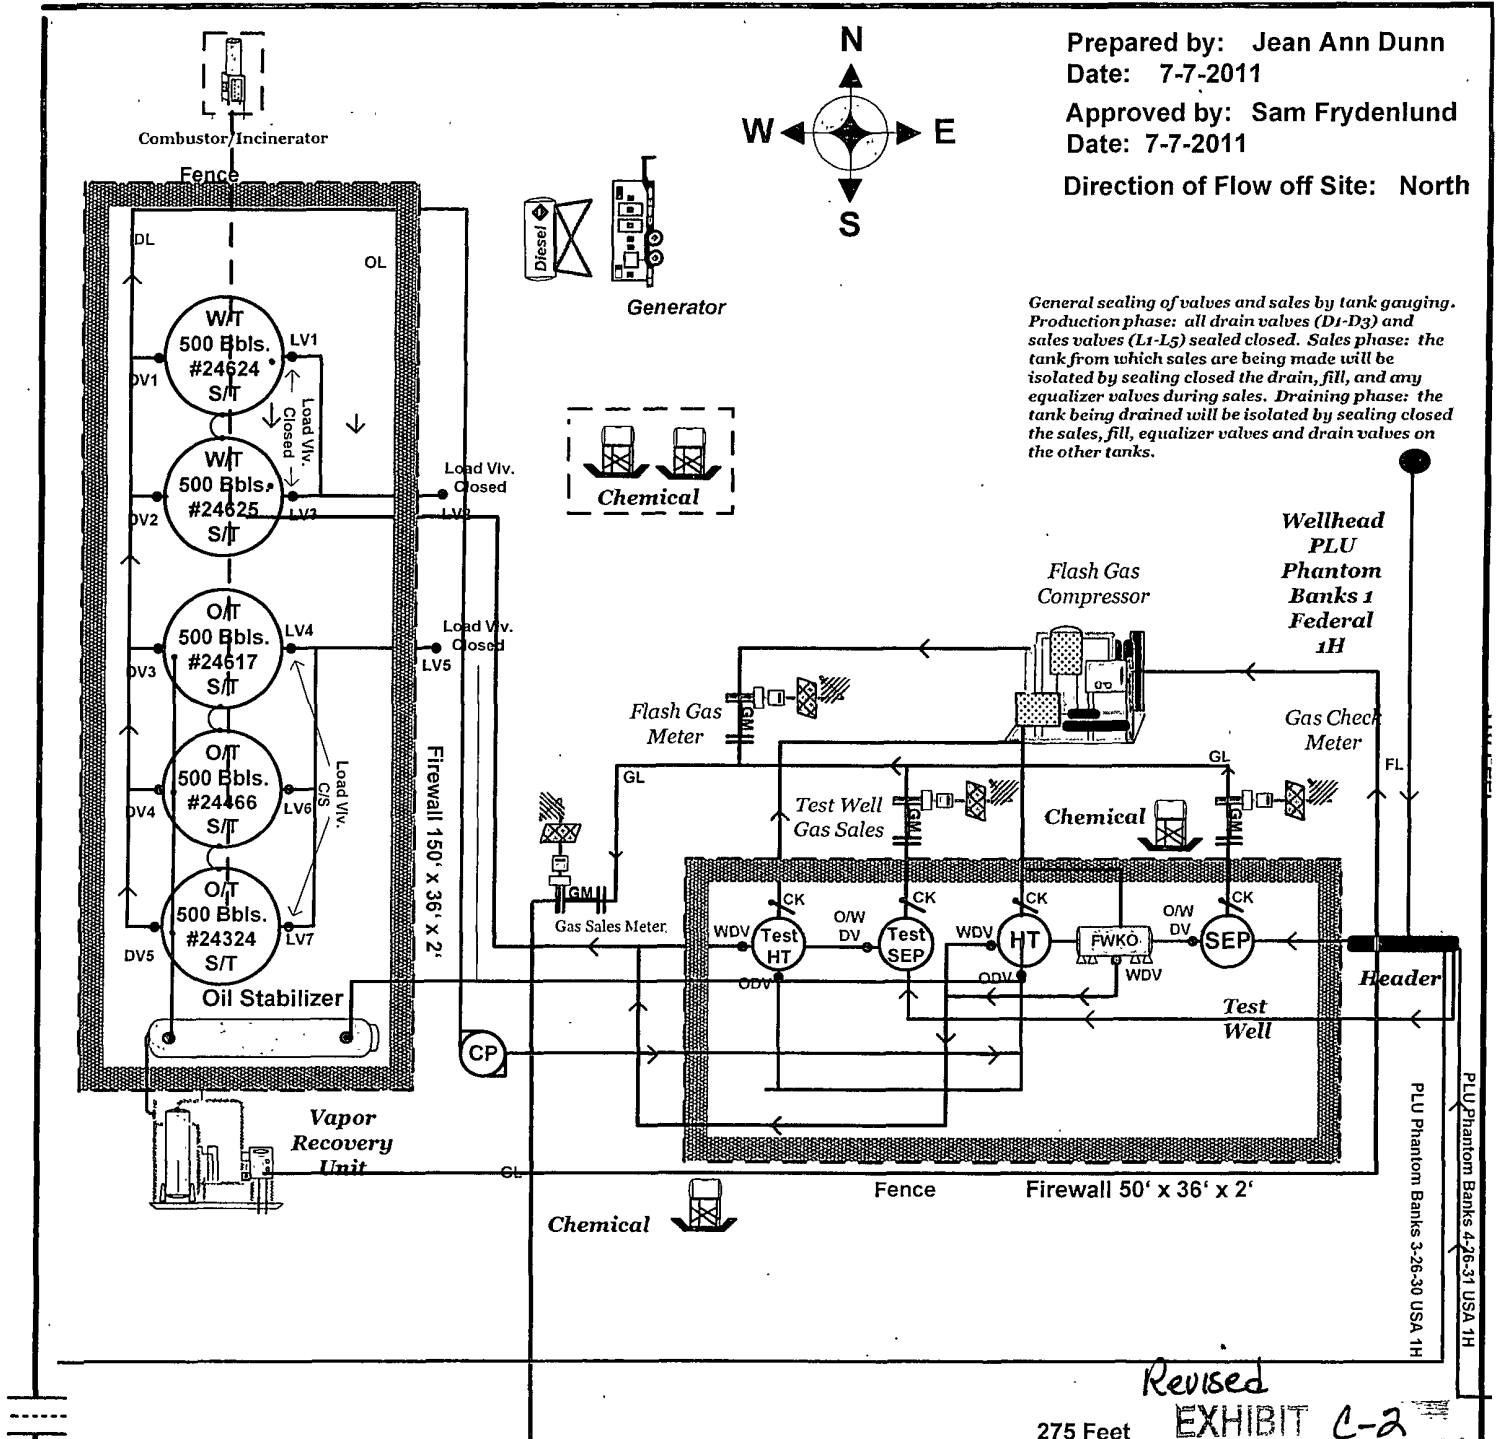 N
W
E
S
Prepared by: Jean Ann Dunn
Date: 7-7-2011
Approved by: Sam Frydenlund
Date: 7-7-2011
Direction of Flow off Site: North
Combustor/Incinerator
Fence
DL
OL
W/T
500 Bbls.
#24624
S/T
LV1
DV1
Load Vlv.
Closed
W/T
500 Bbls.
#24625
S/T
DV2
LV3
Load Vlv.
Closed
LV2
O/T
500 Bbls.
#24617
S/T
LV4
DV3
Load Vlv.
Closed
LV5
O/T
500 Bbls.
#24466
S/T
DV4
LV6
Load Vlv.
C/S
O/T
500 Bbls.
#24324
S/T
DV5
LV7
Oil Stabilizer
Firewall 150' x 36' x 2'
CP
Vapor
Recovery
Unit
GL
Diesel
Generator
Chemical
General sealing of valves and sales by tank gauging.
Production phase: all drain valves (D1-D3) and
sales valves (L1-L5) sealed closed. Sales phase: the
tank from which sales are being made will be
isolated by sealing closed the drain, fill, and any
equalizer valves during sales. Draining phase: the
tank being drained will be isolated by sealing closed
the sales, fill, equalizer valves and drain valves on
the other tanks.
Wellhead
PLU
Phantom
Banks 1
Federal
1H
Flash Gas
Compressor
Flash Gas
Meter
GM
Gas Check
Meter
FL
GL
GL
Test Well
Gas Sales
GM
Chemical
GM
GM
Gas Sales Meter
CK
CK
CK
CK
WDV
Test
HT
ODV
O/W
DV
Test
SEP
WDV
HT
ODV
FWKO
WDV
O/W
DV
SEP
Header
Test
Well
Fence
Firewall 50' x 36' x 2'
Chemical
PLU Phantom Banks 3-26-30 USA 1H
PLU Phantom Banks 4-26-31 USA 1H
Revised
275 Feet
EXHIBIT C-2